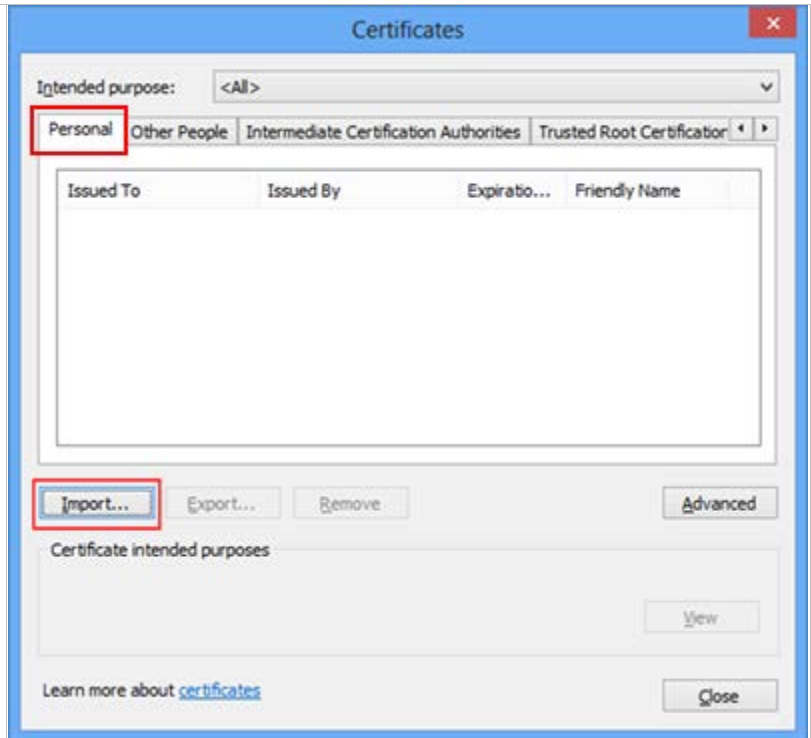 Certificates
Intended purpose: <All>
Personal Other People Intermediate Certification Authorities Trusted Root Certification
Issued To Issued By Expiratio... Friendly Name
Import... Export... Remove Advanced
Certificate intended purposes
View
Learn more about certificates
Close